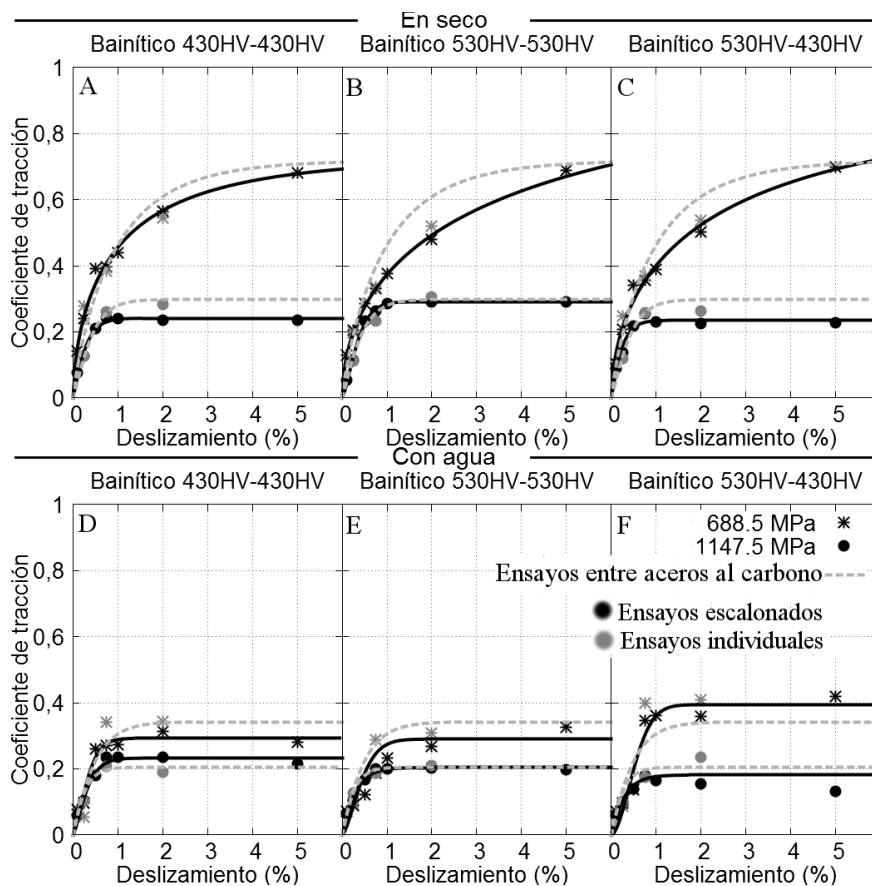 En seco
Bainítico 430HV-430HV Bainítico 530HV-530HV Bainítico 530HV-430HV
A B C
Coeficiente de tracción
1
0,8
0,6
0,4
0,2
0
0 1 2 3 4 5 0 1 2 3 4 5 0 1 2 3 4 5
Deslizamiento (%) Deslizamiento (%) Deslizamiento (%)
Con agua
Bainítico 430HV-430HV Bainítico 530HV-530HV Bainítico 530HV-430HV
D E F
688.5 MPa
1147.5 MPa
Ensayos entre aceros al carbono
Ensayos escalonados
Ensayos individuales
Coeficiente de tracción
1
0,8
0,6
0,4
0,2
0
0 1 2 3 4 5 0 1 2 3 4 5 0 1 2 3 4 5
Deslizamiento (%) Deslizamiento (%) Deslizamiento (%)